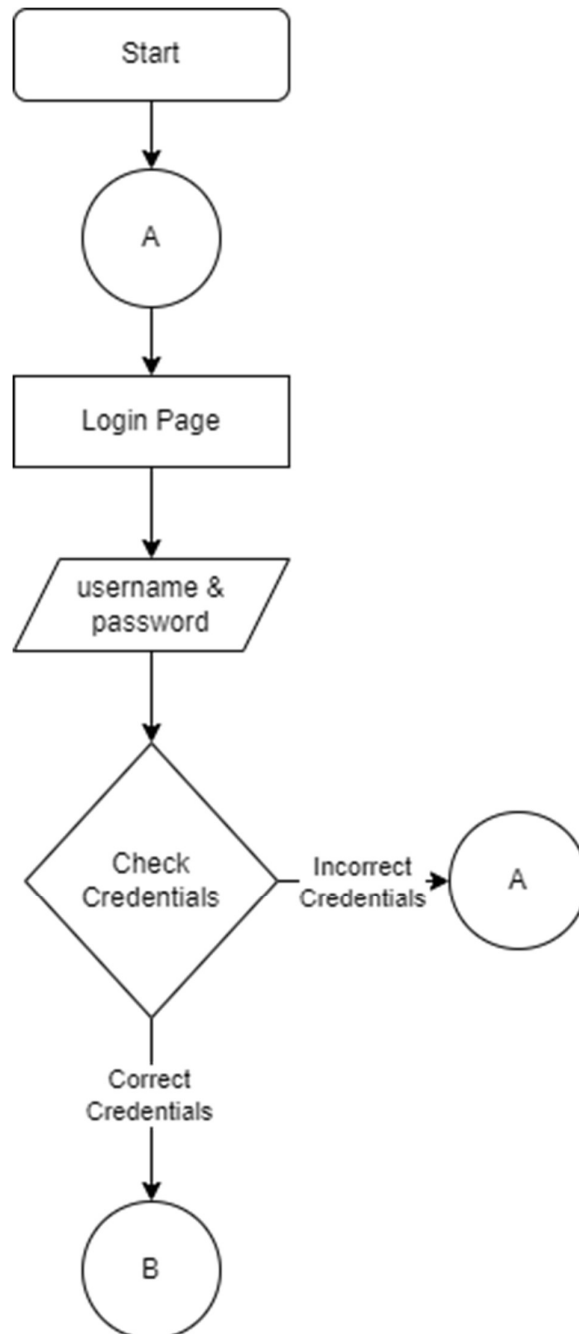 Start
A
Login Page
username &
password
Check
Credentials
Incorrect
Credentials
A
Correct
Credentials
B